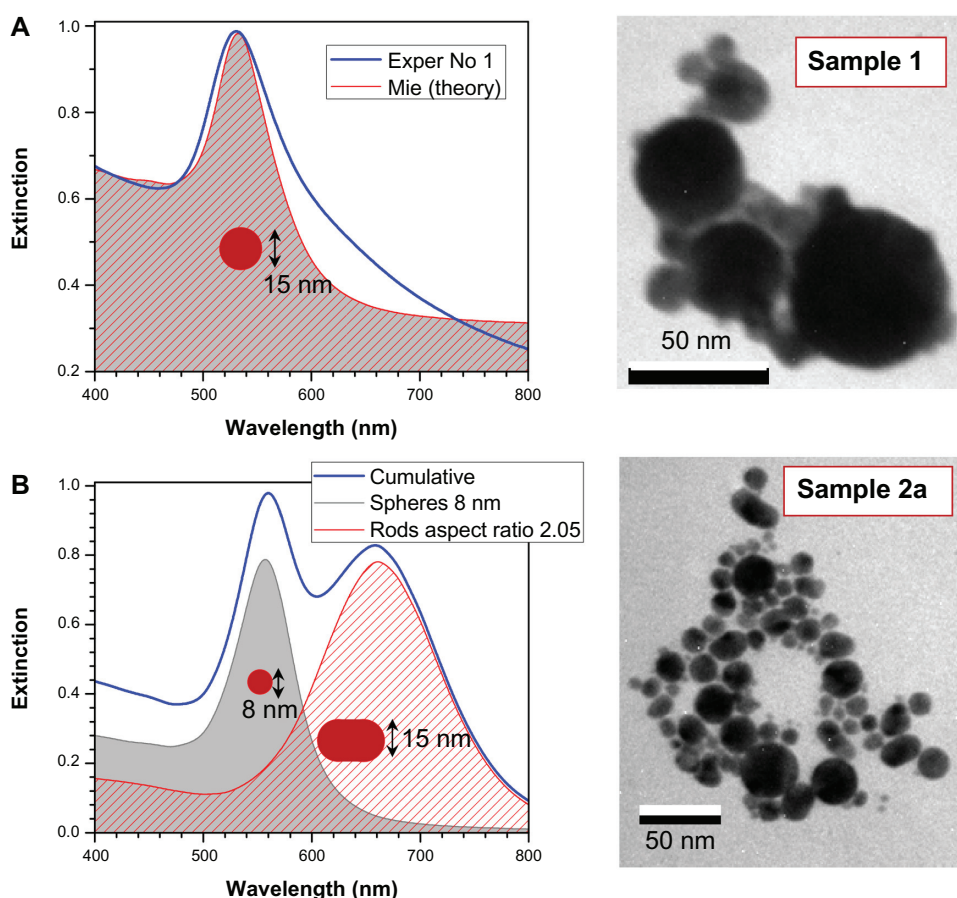 A
1.0
0.8
0.6
0.4
0.2
Extinction
Exper No 1
Mie (theory)
15 nm
400
500
600
700
800
Wavelength (nm)
Sample 1
50 nm
B
1.0
0.8
0.6
0.4
0.2
0.0
Extinction
Cumulative
Spheres 8 nm
Rods aspect ratio 2.05
8 nm
15 nm
400
500
600
700
800
Wavelength (nm)
Sample 2a
50 nm